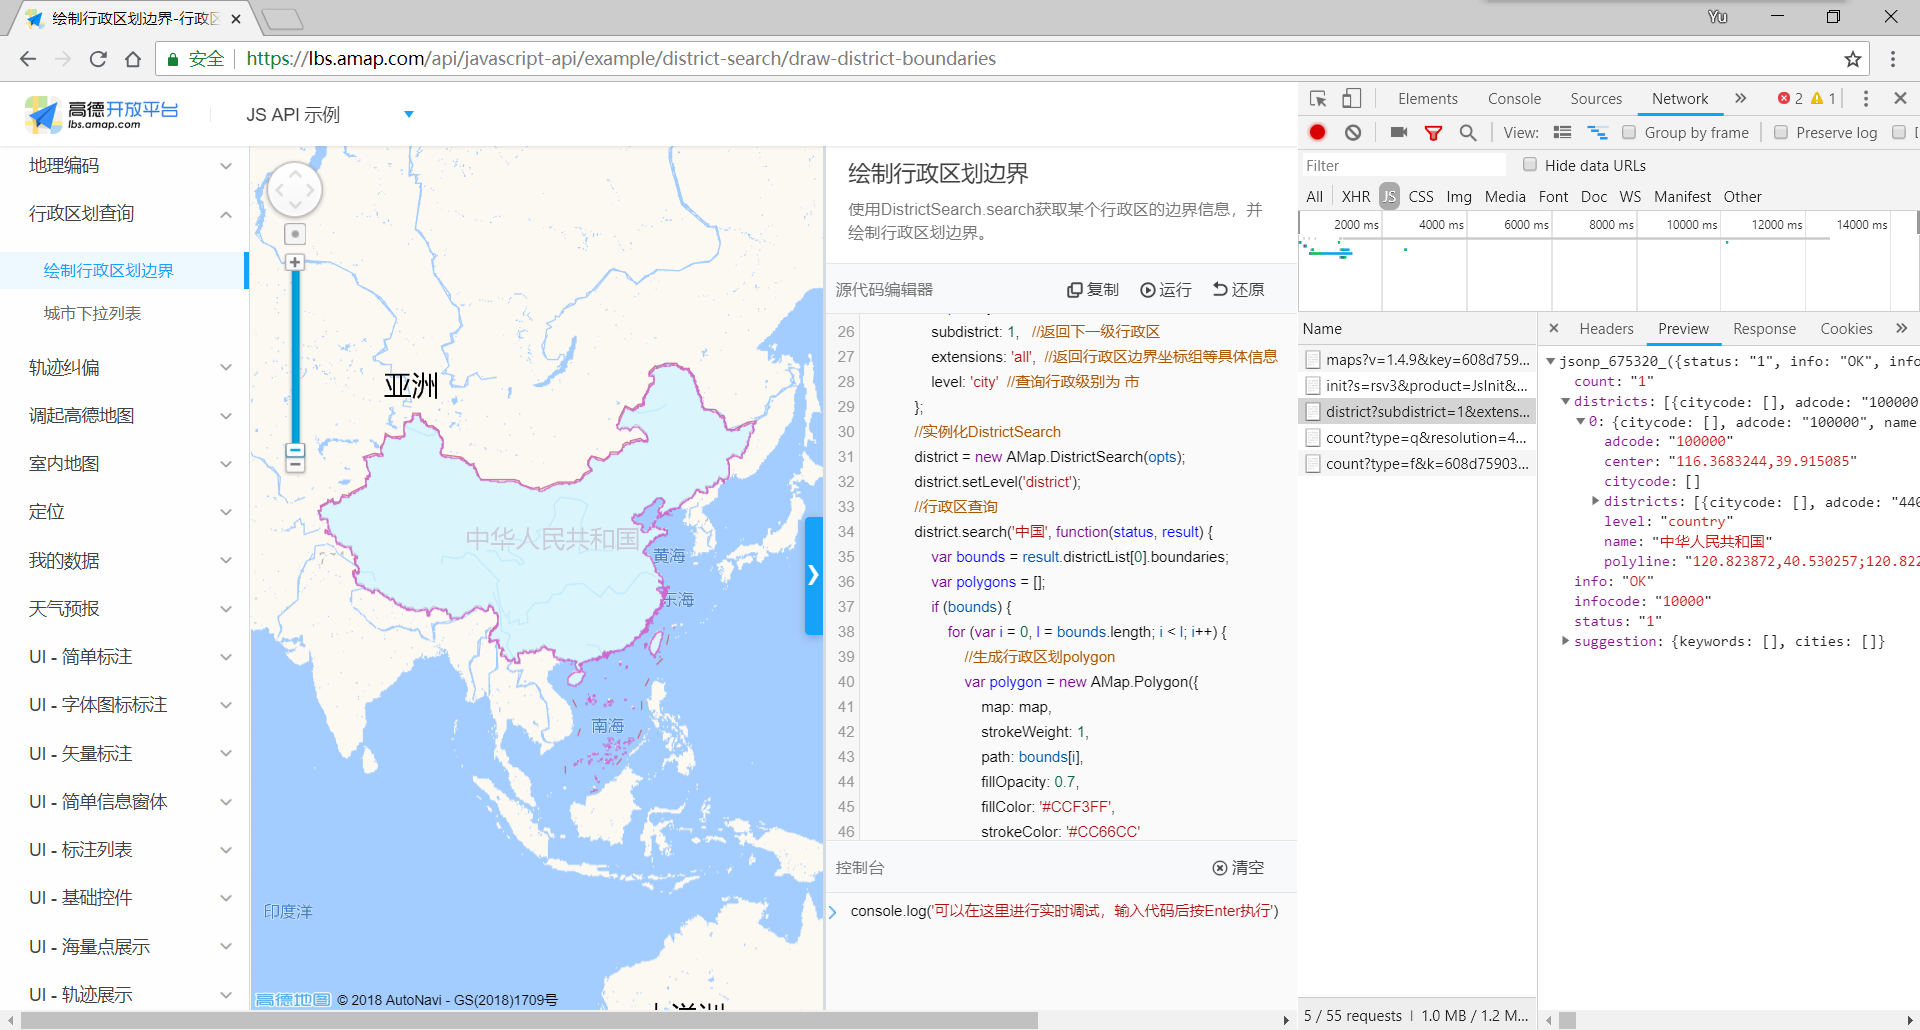 绘制行政区划边界-行政区
Yu
安全
https://lbs.amap.com/api/javascript-api/example/district-search/draw-district-boundaries
高德开放平台
lbs.amap.com
JS API 示例
地理编码
行政区划查询
绘制行政区划边界
城市下拉列表
轨迹纠偏
调起高德地图
室内地图
定位
我的数据
天气预报
UI - 简单标注
UI - 字体图标标注
UI - 矢量标注
UI - 简单信息窗体
UI - 标注列表
UI - 基础控件
UI - 海量点展示
UI - 轨迹展示
亚洲
中华人民共和国
黄海
东海
南海
印度洋
大洋洲
高德地图 © 2018 AutoNavi - GS(2018)1709号
绘制行政区划边界
使用DistrictSearch.search获取某个行政区的边界信息，并
绘制行政区划边界。
源代码编辑器 复制 运行 还原
26 subdistrict: 1, //返回下一级行政区
27 extensions: 'all', //返回行政区边界坐标组等具体信息
28 level: 'city' //查询行政级别为 市
29 };
30 //实例化DistrictSearch
31 district = new AMap.DistrictSearch(opts);
32 district.setLevel('district');
33 //行政区查询
34 district.search('中国', function(status, result) {
35 var bounds = result.districtList[0].boundaries;
36 var polygons = [];
37 if (bounds) {
38 for (var i = 0, l = bounds.length; i < l; i++) {
39 //生成行政区划polygon
40 var polygon = new AMap.Polygon({
41 map: map,
42 strokeWeight: 1,
43 path: bounds[i],
44 fillOpacity: 0.7,
45 fillColor: '#CCF3FF',
46 strokeColor: '#CC66CC'
控制台 清空
console.log('可以在这里进行实时调试，输入代码后按Enter执行')
Elements Console Sources Network 2 1
View: Group by frame Preserve log
Filter Hide data URLs
All XHR JS CSS Img Media Font Doc WS Manifest Other
2000 ms 4000 ms 6000 ms 8000 ms 10000 ms 12000 ms 14000 ms
Name
maps?v=1.4.9&key=608d759...
init?s=rsv3&product=JsInit&...
district?subdistrict=1&extens...
count?type=q&resolution=4...
count?type=f&k=608d75903...
5 / 55 requests | 1.0 MB / 1.2 M...
Headers Preview Response Cookies
jsonp_675320_({status: "1", info: "OK", inf
count: "1"
districts: [{citycode: [], adcode: "100000
0: {citycode: [], adcode: "100000", name
adcode: "100000"
center: "116.3683244,39.915085"
citycode: []
districts: [{citycode: [], adcode: "440
level: "country"
name: "中华人民共和国"
polyline: "120.823872,40.530257;120.822
info: "OK"
infocode: "10000"
status: "1"
suggestion: {keywords: [], cities: []}